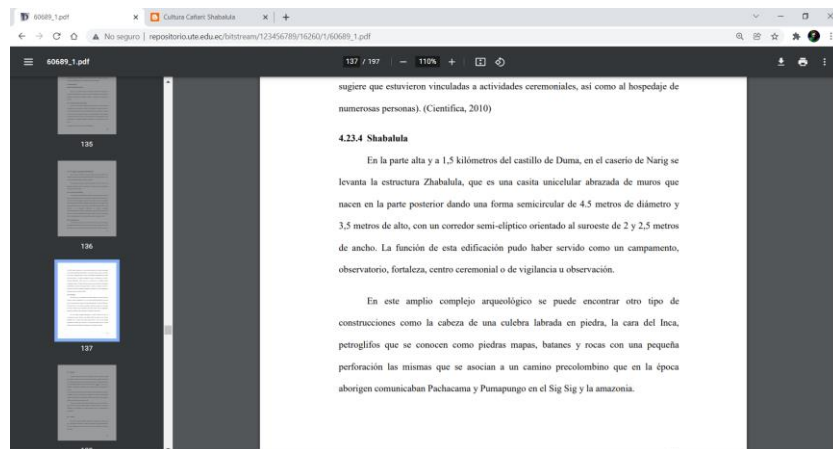 60689_1.pdf
Cultura Cañari: Shabalula
No seguro | repositorio.ute.edu.ec/bitstream/123456789/16260/1/60689_1.pdf
60689_1.pdf
137 / 197
110%
135
136
137
sugiere que estuvieron vinculadas a actividades ceremoniales, así como al hospedaje de
numerosas personas). (Cientifica, 2010)
4.23.4 Shabalula
En la parte alta y a 1,5 kilómetros del castillo de Duma, en el caserío de Narig se
levanta la estructura Zhabalula, que es una casita unicelular abrazada de muros que
nacen en la parte posterior dando una forma semicircular de 4.5 metros de diámetro y
3,5 metros de alto, con un corredor semi-elíptico orientado al suroeste de 2 y 2,5 metros
de ancho. La función de esta edificación pudo haber servido como un campamento,
observatorio, fortaleza, centro ceremonial o de vigilancia u observación.
En este amplio complejo arqueológico se puede encontrar otro tipo de
construcciones como la cabeza de una culebra labrada en piedra, la cara del Inca,
petroglifos que se conocen como piedras mapas, batanes y rocas con una pequeña
perforación las mismas que se asocian a un camino precolombino que en la época
aborigen comunicaban Pachacama y Pumapungo en el Sig Sig y la amazonia.